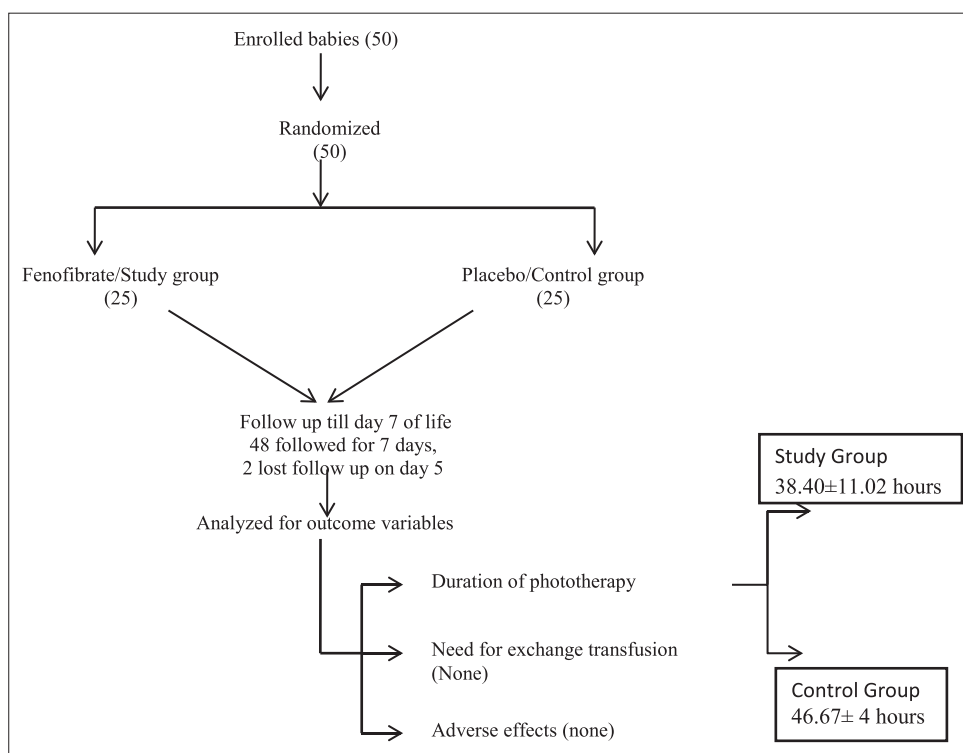 Enrolled babies (50)
Randomized
(50)
Fenofibrate/Study group
(25)
Placebo/Control group
(25)
Follow up till day 7 of life
48 followed for 7 days,
2 lost follow up on day 5
Analyzed for outcome variables
Duration of phototherapy
Study Group
38.40±11.02 hours
Control Group
46.67± 4 hours
Need for exchange transfusion
(None)
Adverse effects (none)